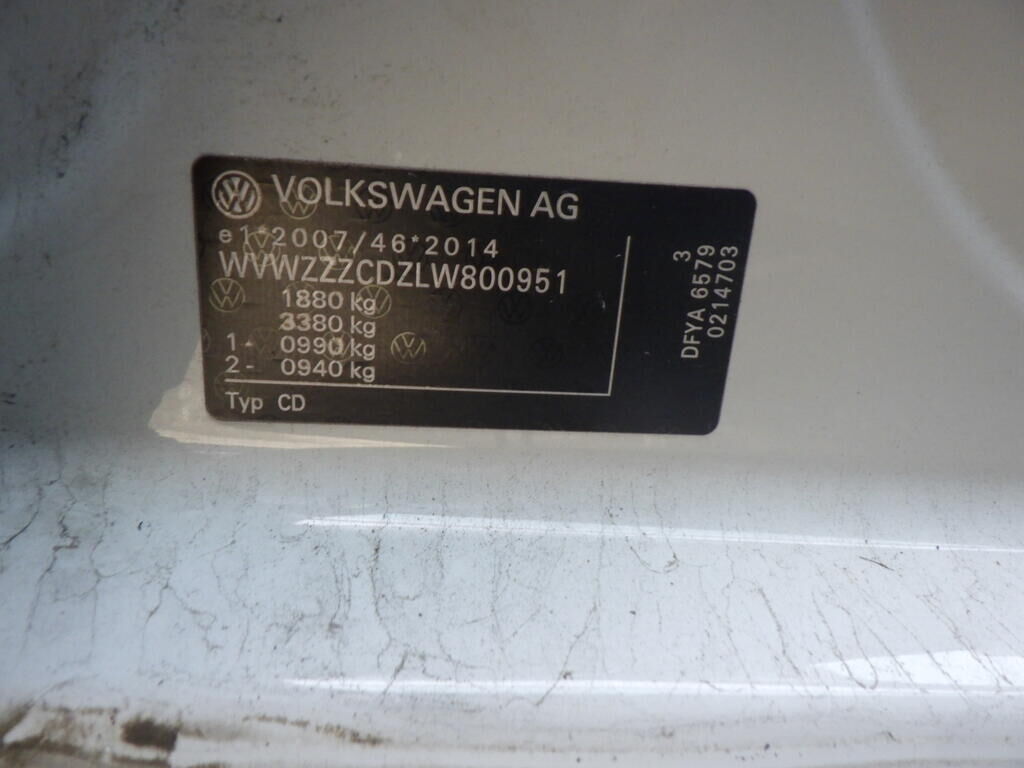 VOLKSWAGEN AG
e1*2007/46*2014
WVWZZZCDZLW800951
1880 kg
3380 kg
1- 0990 kg
2- 0940 kg
Typ CD
3
DFYA 6579
0214703